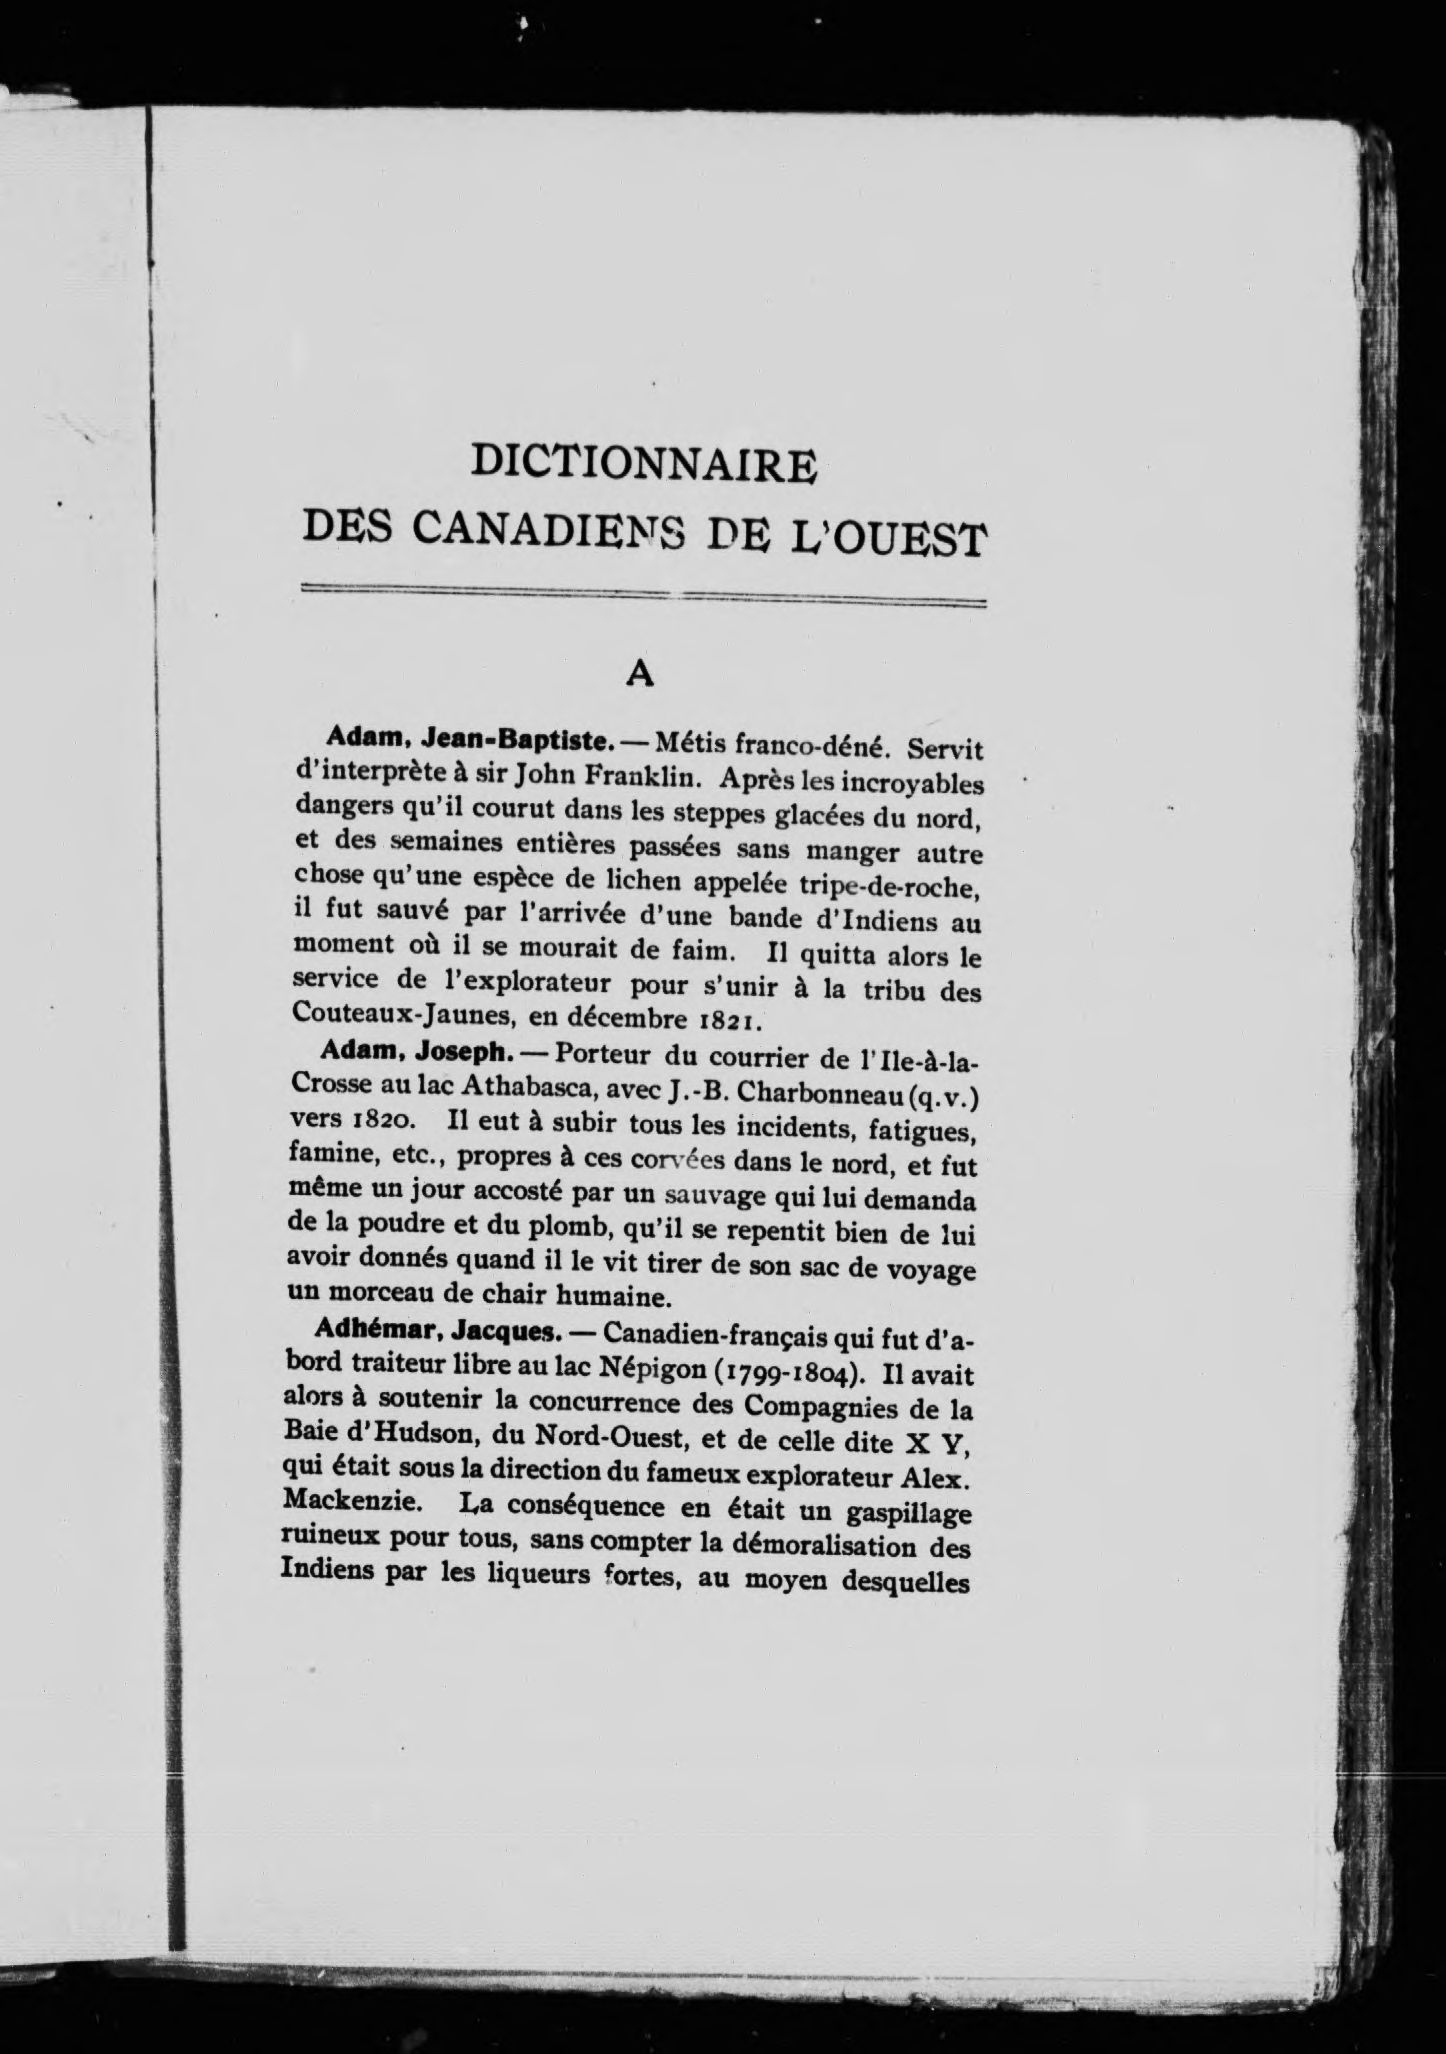 DICTIONNAIRE
DES CANADIENS DE L'OUEST
A
Adam, Jean-Baptiste. — Métis franco-déné. Servit
d'interprète à sir John Franklin. Après les incroyables
dangers qu'il courut dans les steppes glacées du nord,
et des semaines entières passées sans manger autre
chose qu'une espèce de lichen appelée tripe-de-roche,
il fut sauvé par l'arrivée d'une bande d'Indiens au
moment où il se mourait de faim. Il quitta alors le
service de l'explorateur pour s'unir à la tribu des
Couteaux-Jaunes, en décembre 1821.
Adam, Joseph. — Porteur du courrier de l'Ile-à-la-
Crosse au lac Athabasca, avec J.-B. Charbonneau (q.v.)
vers 1820. Il eut à subir tous les incidents, fatigues,
famine, etc., propres à ces corvées dans le nord, et fut
même un jour accosté par un sauvage qui lui demanda
de la poudre et du plomb, qu'il se repentit bien de lui
avoir donnés quand il le vit tirer de son sac de voyage
un morceau de chair humaine.
Adhémar, Jacques. — Canadien-français qui fut d'a-
bord traiteur libre au lac Népigon (1799-1804). Il avait
alors à soutenir la concurrence des Compagnies de la
Baie d'Hudson, du Nord-Ouest, et de celle dite X Y,
qui était sous la direction du fameux explorateur Alex.
Mackenzie. La conséquence en était un gaspillage
ruineux pour tous, sans compter la démoralisation des
Indiens par les liqueurs fortes, au moyen desquelles